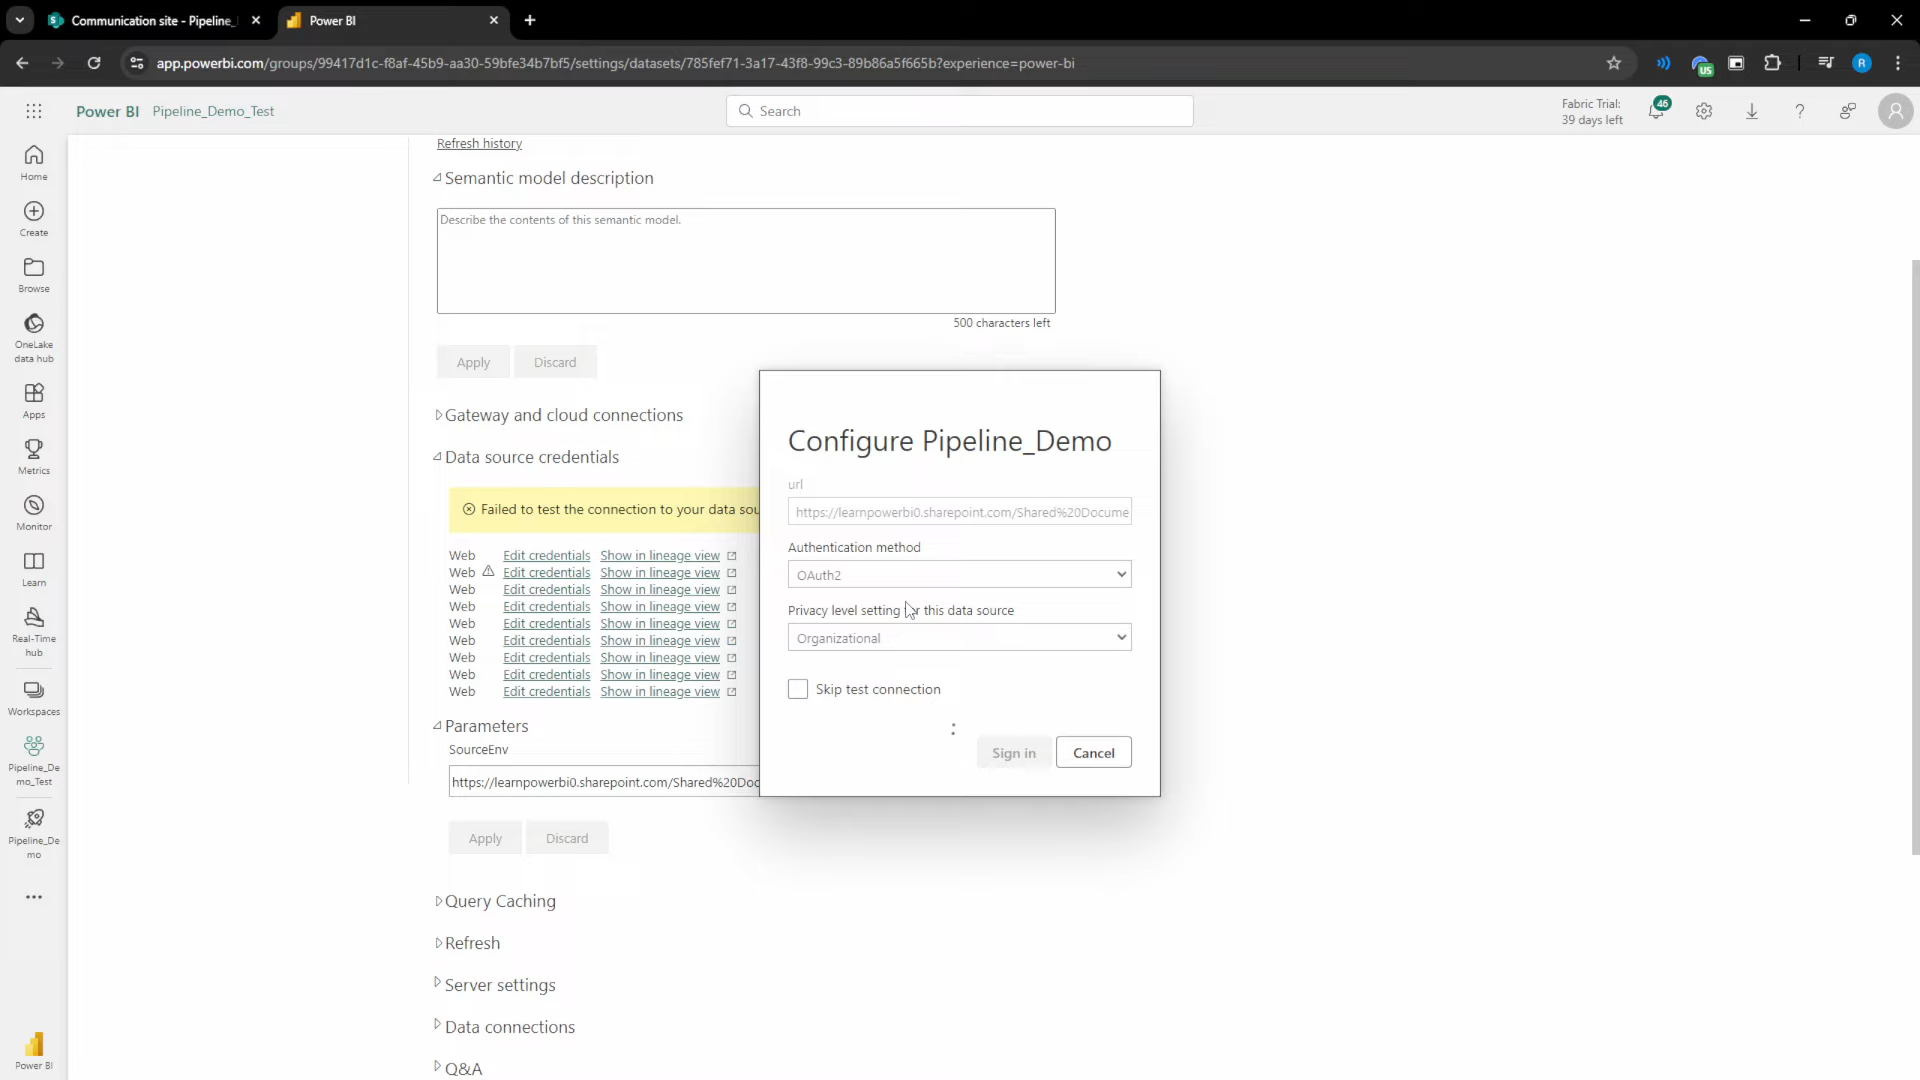 Communication site - Pipeline_
Power BI
app.powerbi.com/groups/99417d1c-f8af-45b9-aa30-59bfe34b7bf5/settings/datasets/785fef71-3a17-43f8-99c3-89b86a5f665b?experience=power-bi
US
R
Power BI Pipeline_Demo_Test
Search
Fabric Trial:
39 days left
46
Home
Create
Browse
OneLake
data hub
Apps
Metrics
Monitor
Learn
Real-Time
hub
Workspaces
Pipeline_De
mo_Test
Pipeline_De
mo
Power BI
Refresh history
Semantic model description
Describe the contents of this semantic model.
500 characters left
Apply Discard
Gateway and cloud connections
Data source credentials
Failed to test the connection to your data sou
Web Edit credentials Show in lineage view
Web Edit credentials Show in lineage view
Web Edit credentials Show in lineage view
Web Edit credentials Show in lineage view
Web Edit credentials Show in lineage view
Web Edit credentials Show in lineage view
Web Edit credentials Show in lineage view
Web Edit credentials Show in lineage view
Web Edit credentials Show in lineage view
Parameters
SourceEnv
https://learnpowerbi0.sharepoint.com/Shared%20Doc
Apply Discard
Query Caching
Refresh
Server settings
Data connections
Q&A
Configure Pipeline_Demo
url
https://learnpowerbi0.sharepoint.com/Shared%20Docume
Authentication method
OAuth2
Privacy level setting for this data source
Organizational
Skip test connection
Sign in Cancel